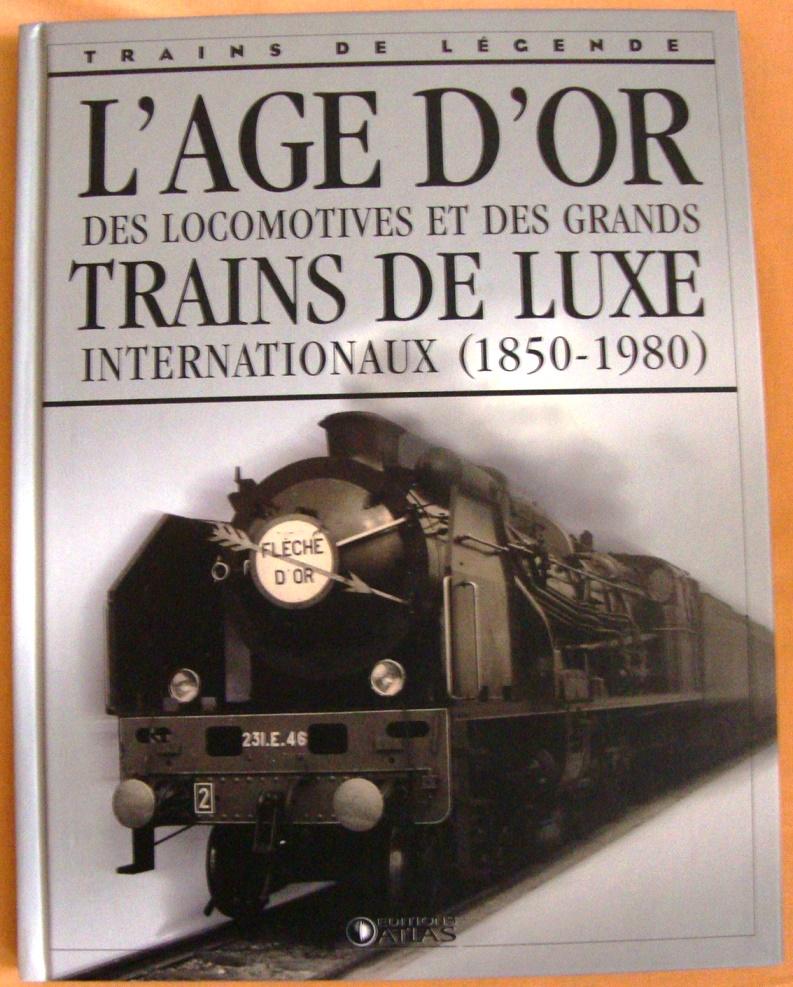 TRAINS DE LÉGENDE
L'AGE D'OR
DES LOCOMOTIVES ET DES GRANDS
TRAINS DE LUXE
INTERNATIONAUX (1850-1980)
FLÈCHE
D'OR
231.E.46
2
EDITIONS
ATLAS